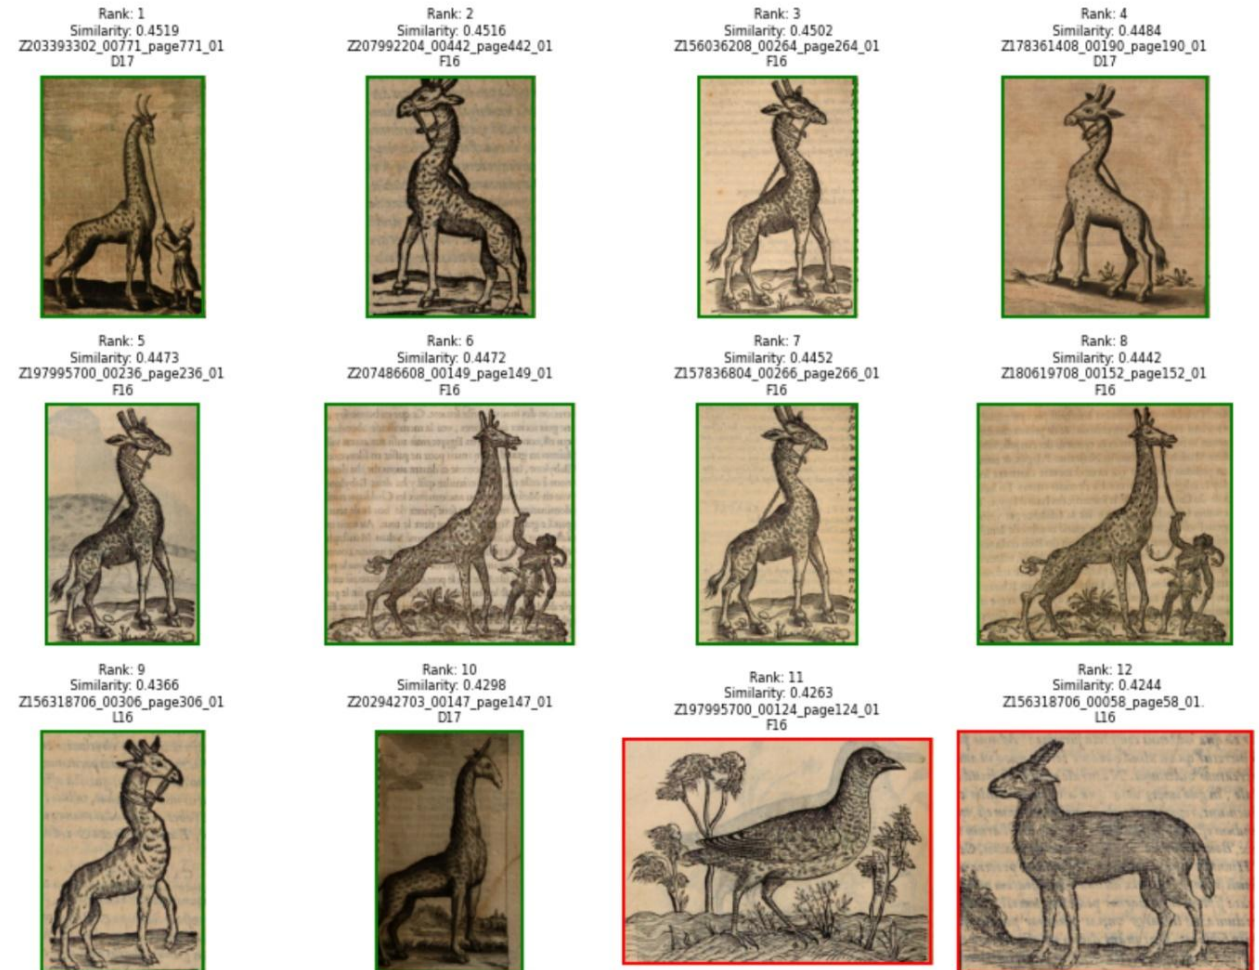 Rank: 1
Similarity: 0.4519
Z203393302_00771_page771_01
D17
Rank: 2
Similarity: 0.4516
Z207992204_00442_page442_01
F16
Rank: 3
Similarity: 0.4502
Z156036208_00264_page264_01
F16
Rank: 4
Similarity: 0.4484
Z178361408_00190_page190_01
D17
Rank: 5
Similarity: 0.4473
Z197995700_00236_page236_01
F16
Rank: 6
Similarity: 0.4472
Z207486608_00149_page149_01
F16
Rank: 7
Similarity: 0.4452
Z157836804_00266_page266_01
F16
Rank: 8
Similarity: 0.4442
Z180619708_00152_page152_01
F16
Rank: 9
Similarity: 0.4366
Z156318706_00306_page306_01
L16
Rank: 10
Similarity: 0.4298
Z202942703_00147_page147_01
D17
Rank: 11
Similarity: 0.4263
Z197995700_00124_page124_01
F16
Rank: 12
Similarity: 0.4244
Z156318706_00058_page58_01.
L16